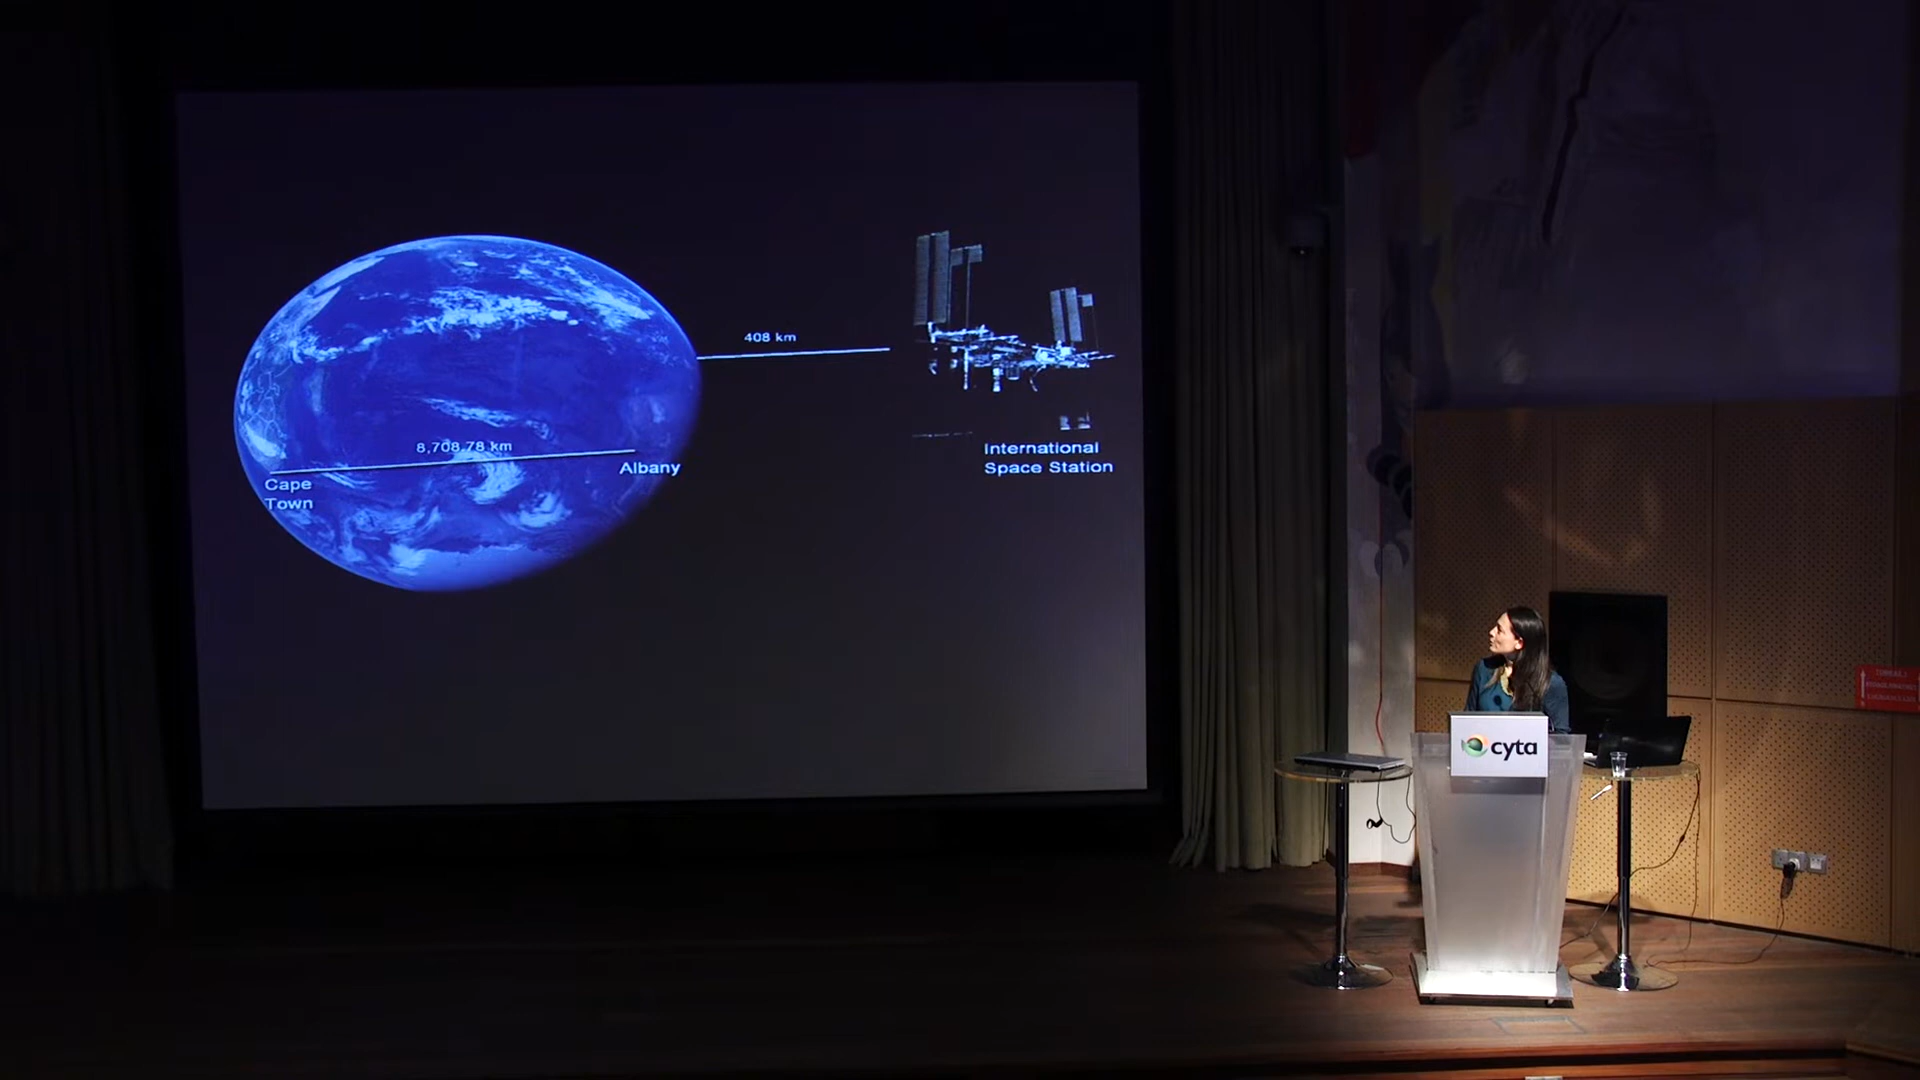 408 km
8,708.78 km
Albany
Cape
Town
International
Space Station
cyta